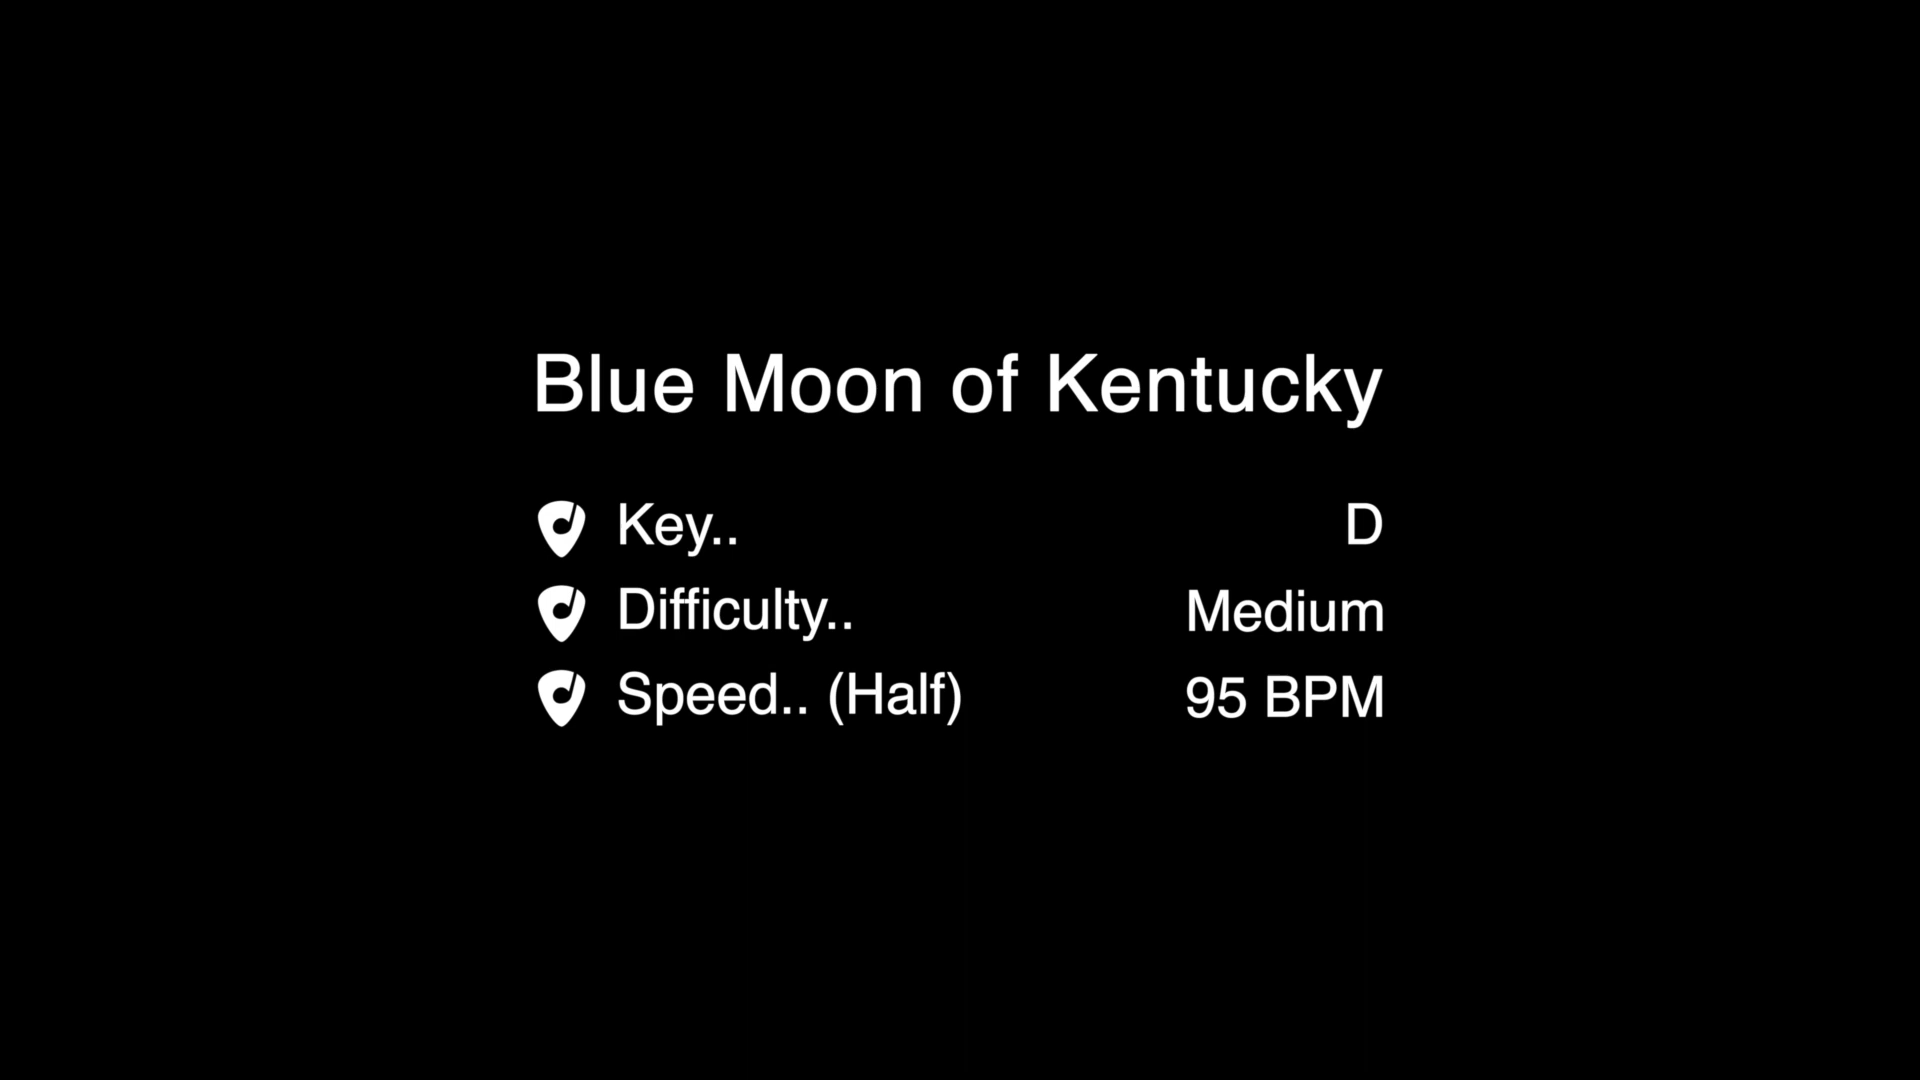 Blue Moon of Kentucky
Key.. D
Difficulty.. Medium
Speed.. (Half) 95 BPM